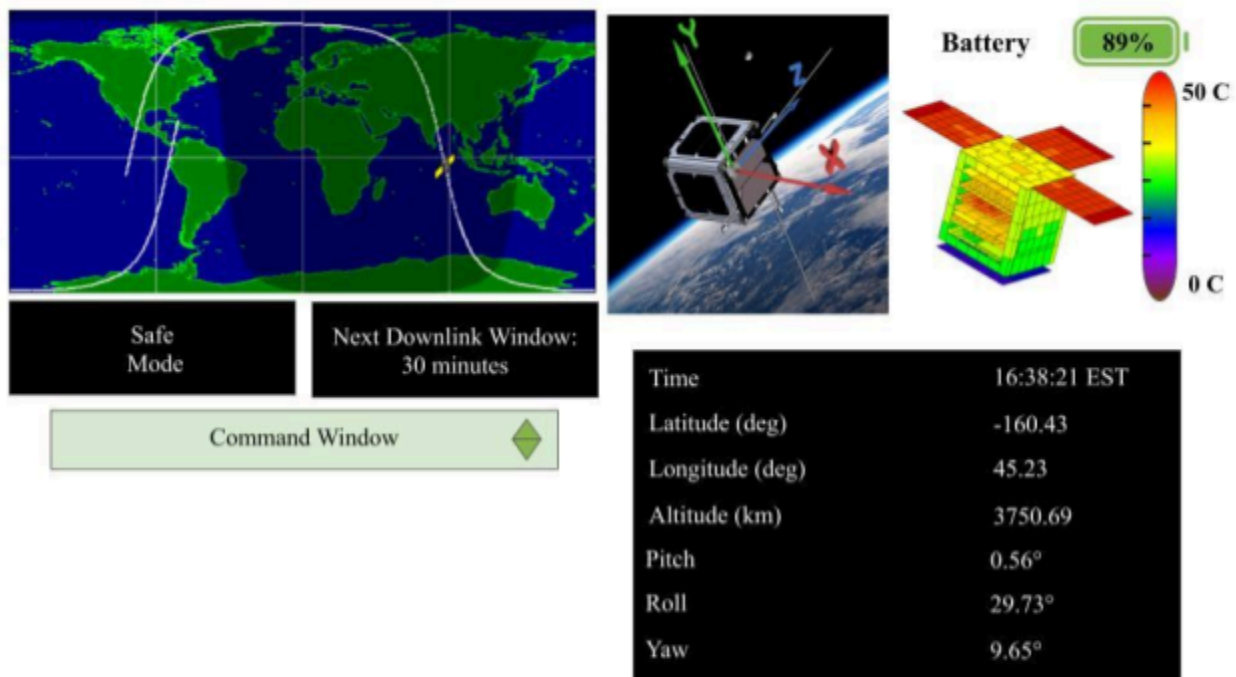 Battery
89%
50 C
0 C
Y
Z
X
Safe
Mode
Next Downlink Window:
30 minutes
Command Window
Time 16:38:21 EST
Latitude (deg) -160.43
Longitude (deg) 45.23
Altitude (km) 3750.69
Pitch 0.56°
Roll 29.73°
Yaw 9.65°